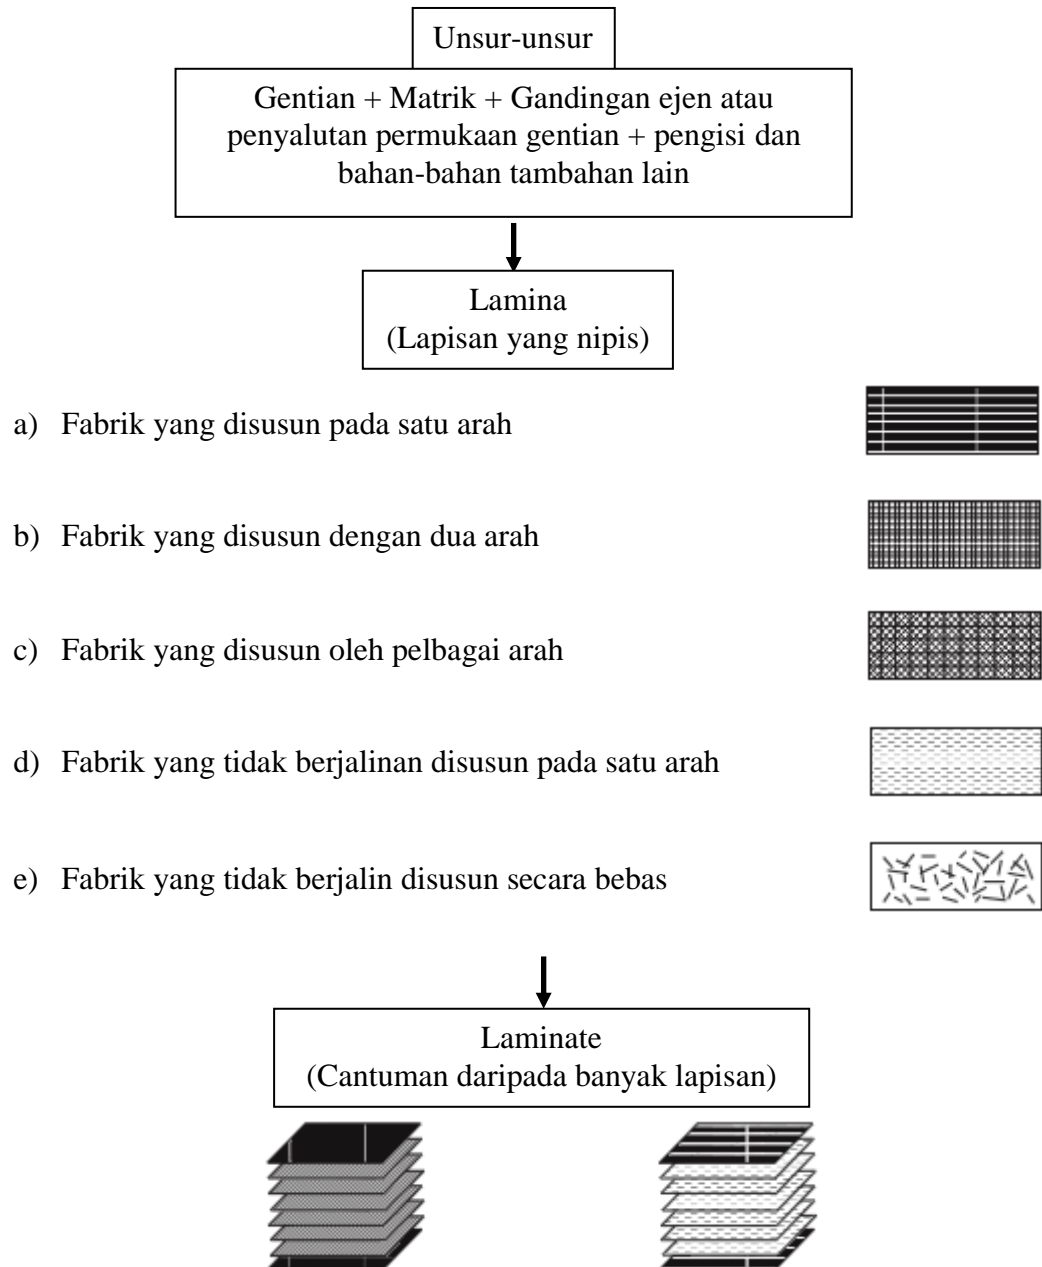 Unsur-unsur
Gentian + Matrik + Gandingan ejen atau
penyalutan permukaan gentian + pengisi dan
bahan-bahan tambahan lain
Lamina
(Lapisan yang nipis)
a) Fabrik yang disusun pada satu arah
b) Fabrik yang disusun dengan dua arah
c) Fabrik yang disusun oleh pelbagai arah
d) Fabrik yang tidak berjalinan disusun pada satu arah
e) Fabrik yang tidak berjalin disusun secara bebas
Laminate
(Cantuman daripada banyak lapisan)